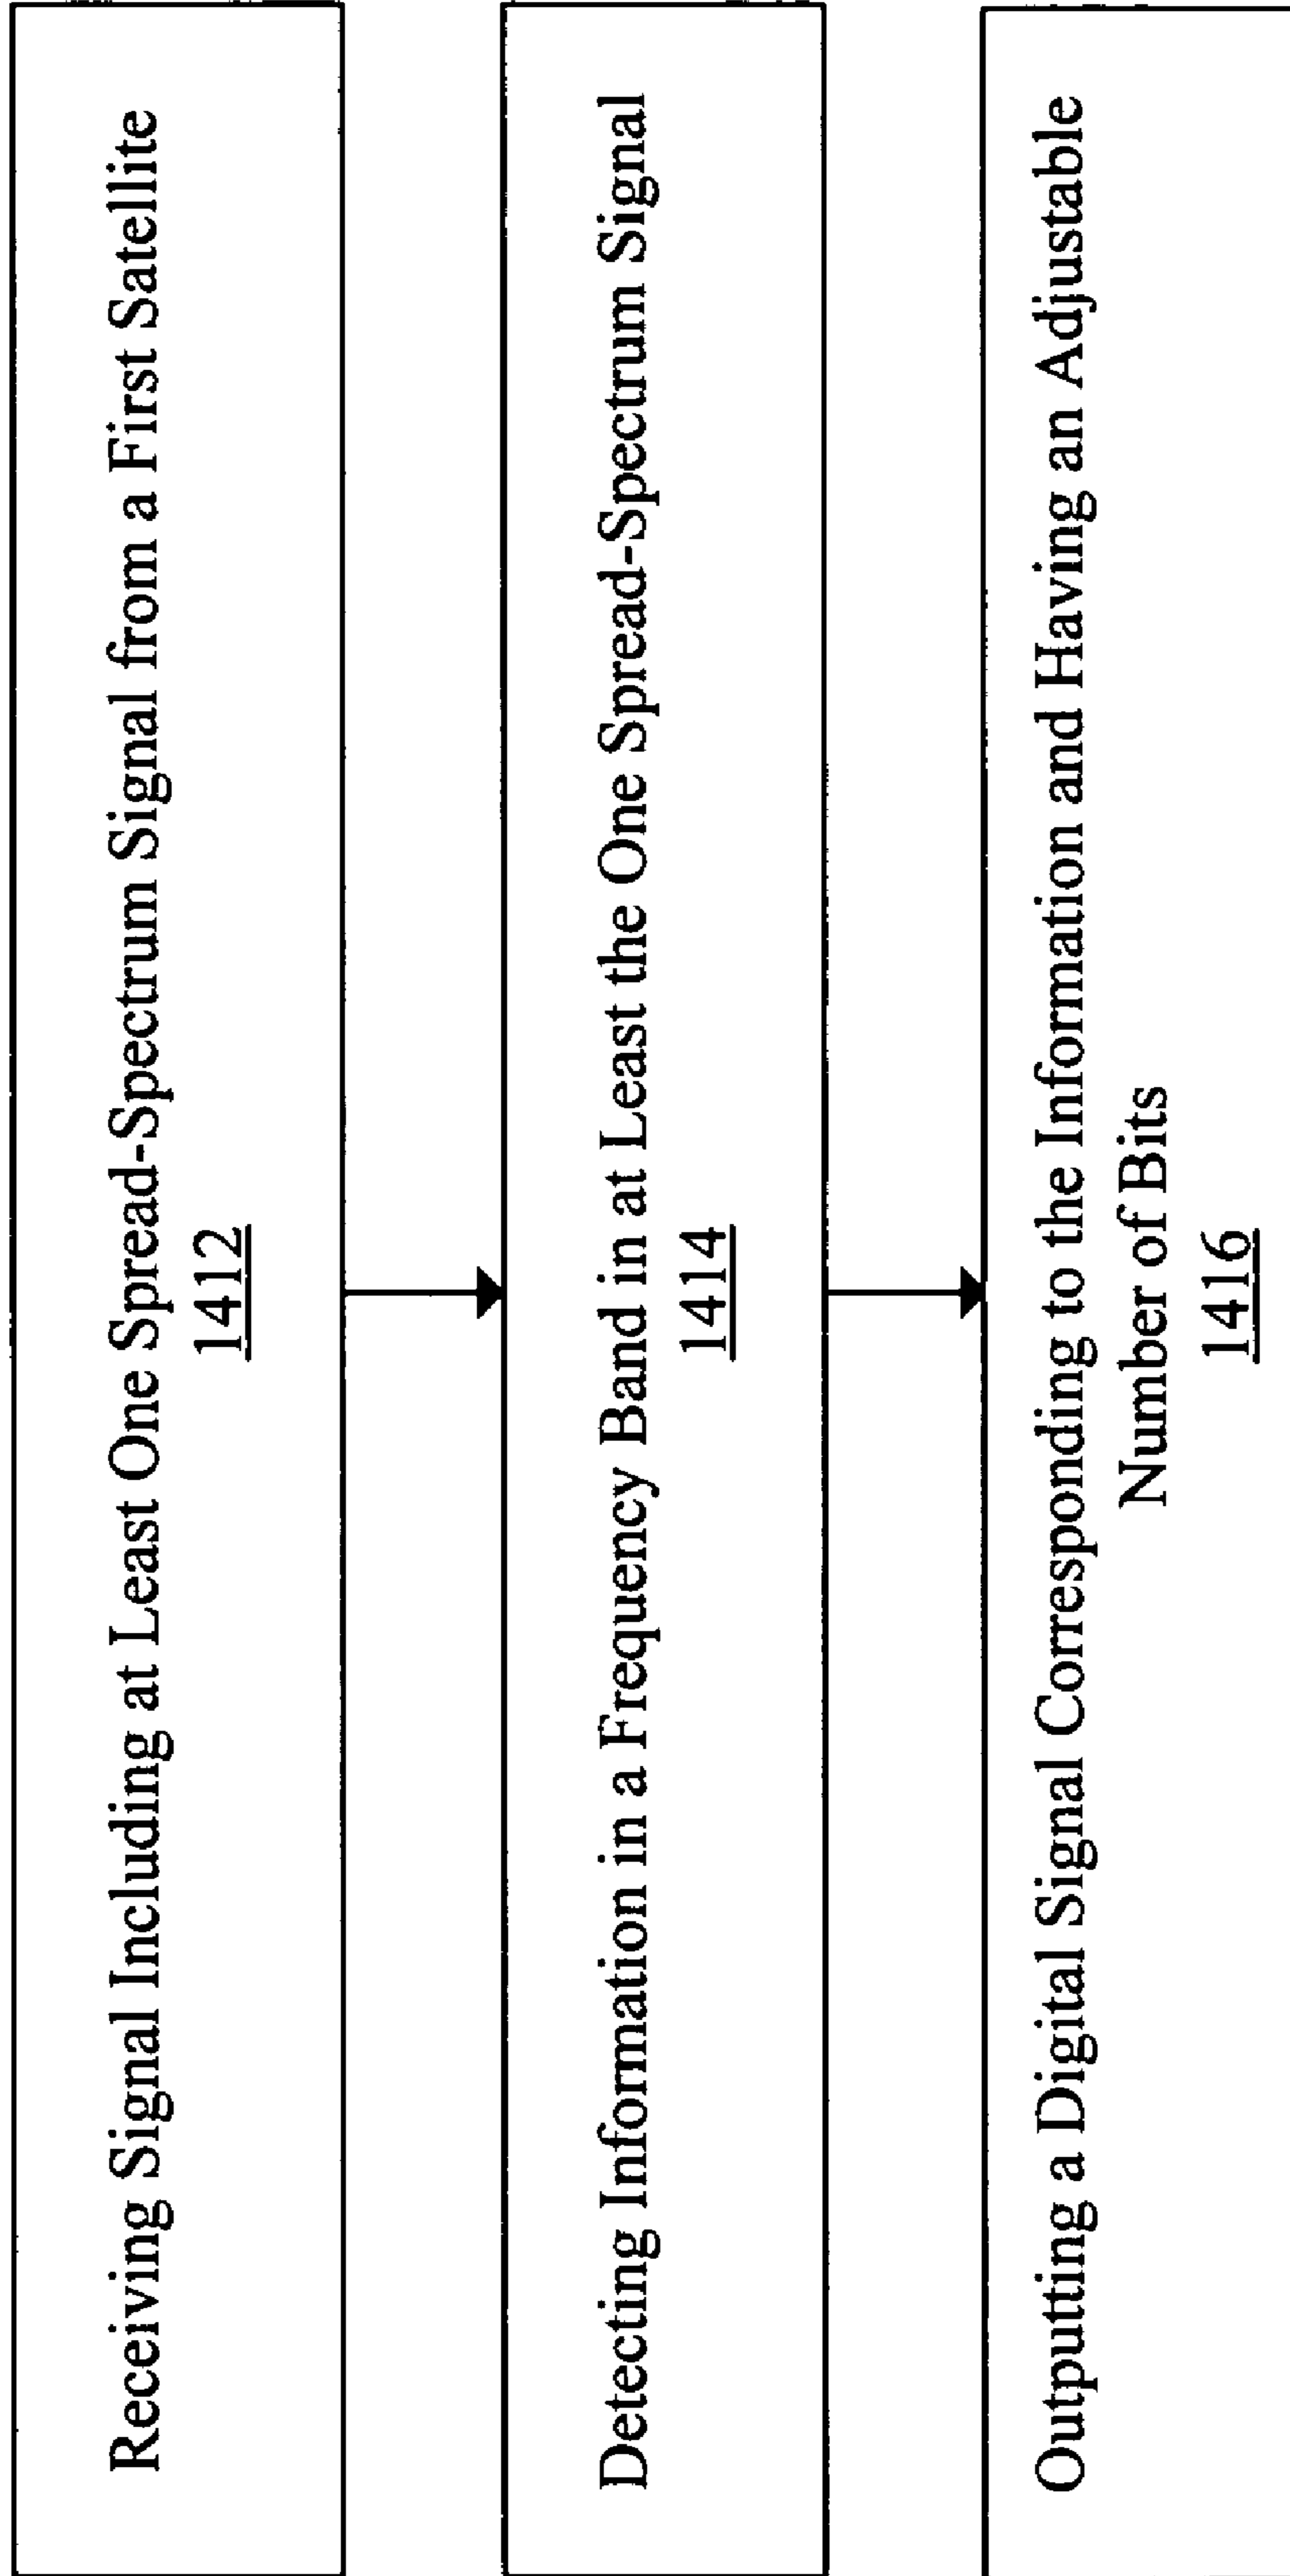 Receiving Signal Including at Least One Spread-Spectrum Signal from a First Satellite
1412
Detecting Information in a Frequency Band in at Least the One Spread-Spectrum Signal
1414
Outputting a Digital Signal Corresponding to the Information and Having an Adjustable
Number of Bits
1416